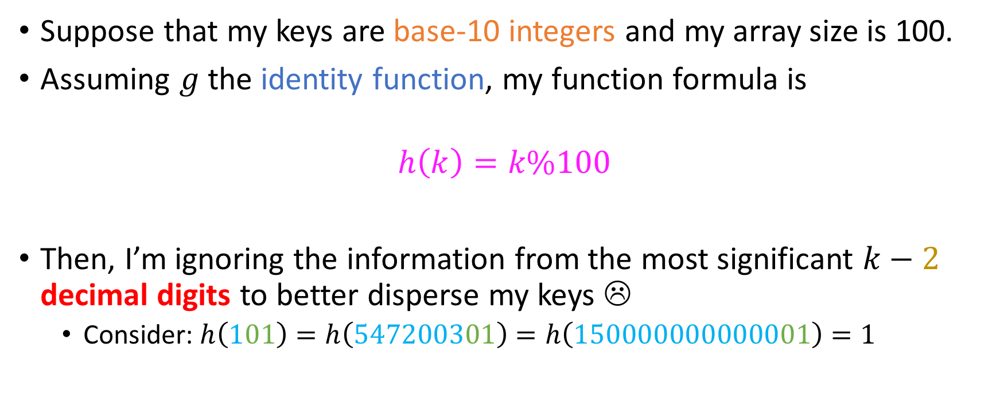 • Suppose that my keys are base-10 integers and my array size is 100.
• Assuming g the identity function, my function formula is
h(k) = k%100
• Then, I’m ignoring the information from the most significant k − 2
decimal digits to better disperse my keys ☹
• Consider: h(101) = h(547200301) = h(150000000000001) = 1